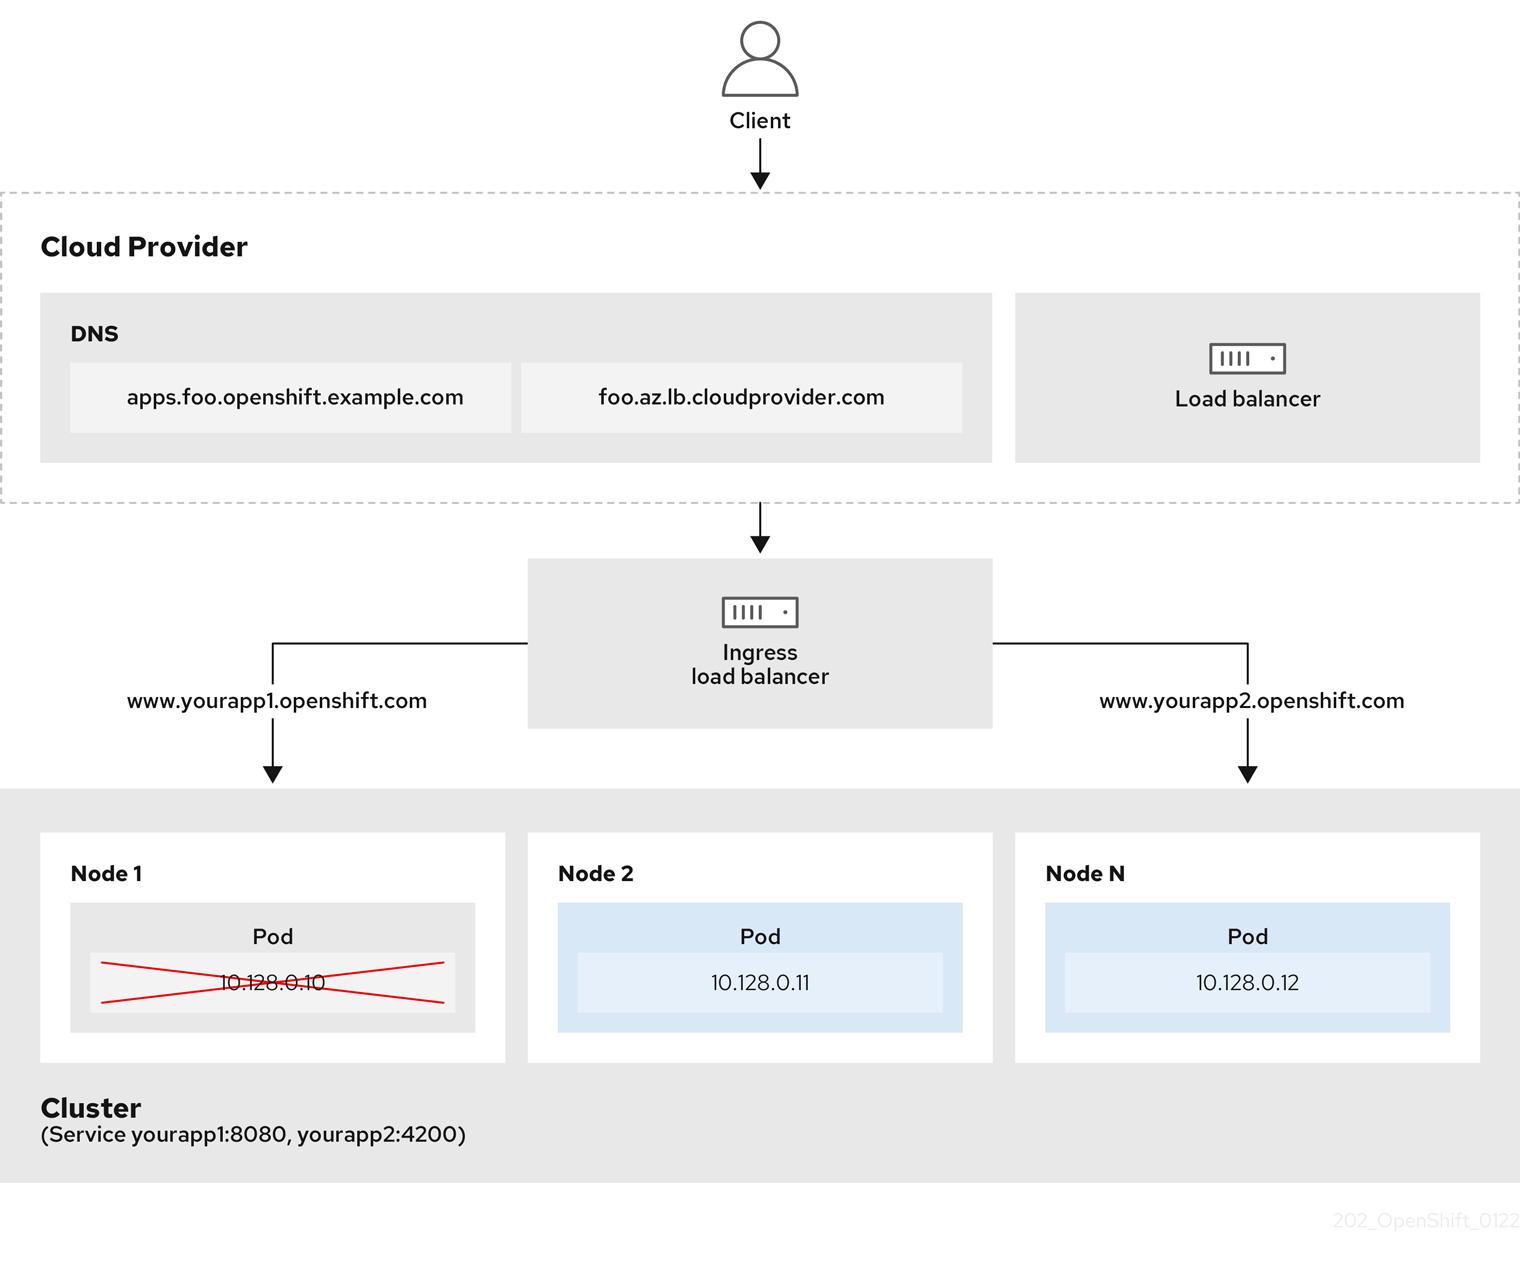 Client
Cloud Provider
DNS
apps.foo.openshift.example.com
foo.az.lb.cloudprovider.com
Load balancer
Ingress
load balancer
www.yourapp1.openshift.com
www.yourapp2.openshift.com
Node 1
Pod
10.128.0.10
Node 2
Pod
10.128.0.11
Node N
Pod
10.128.0.12
Cluster
(Service yourapp1:8080, yourapp2:4200)
202_OpenShift_0122